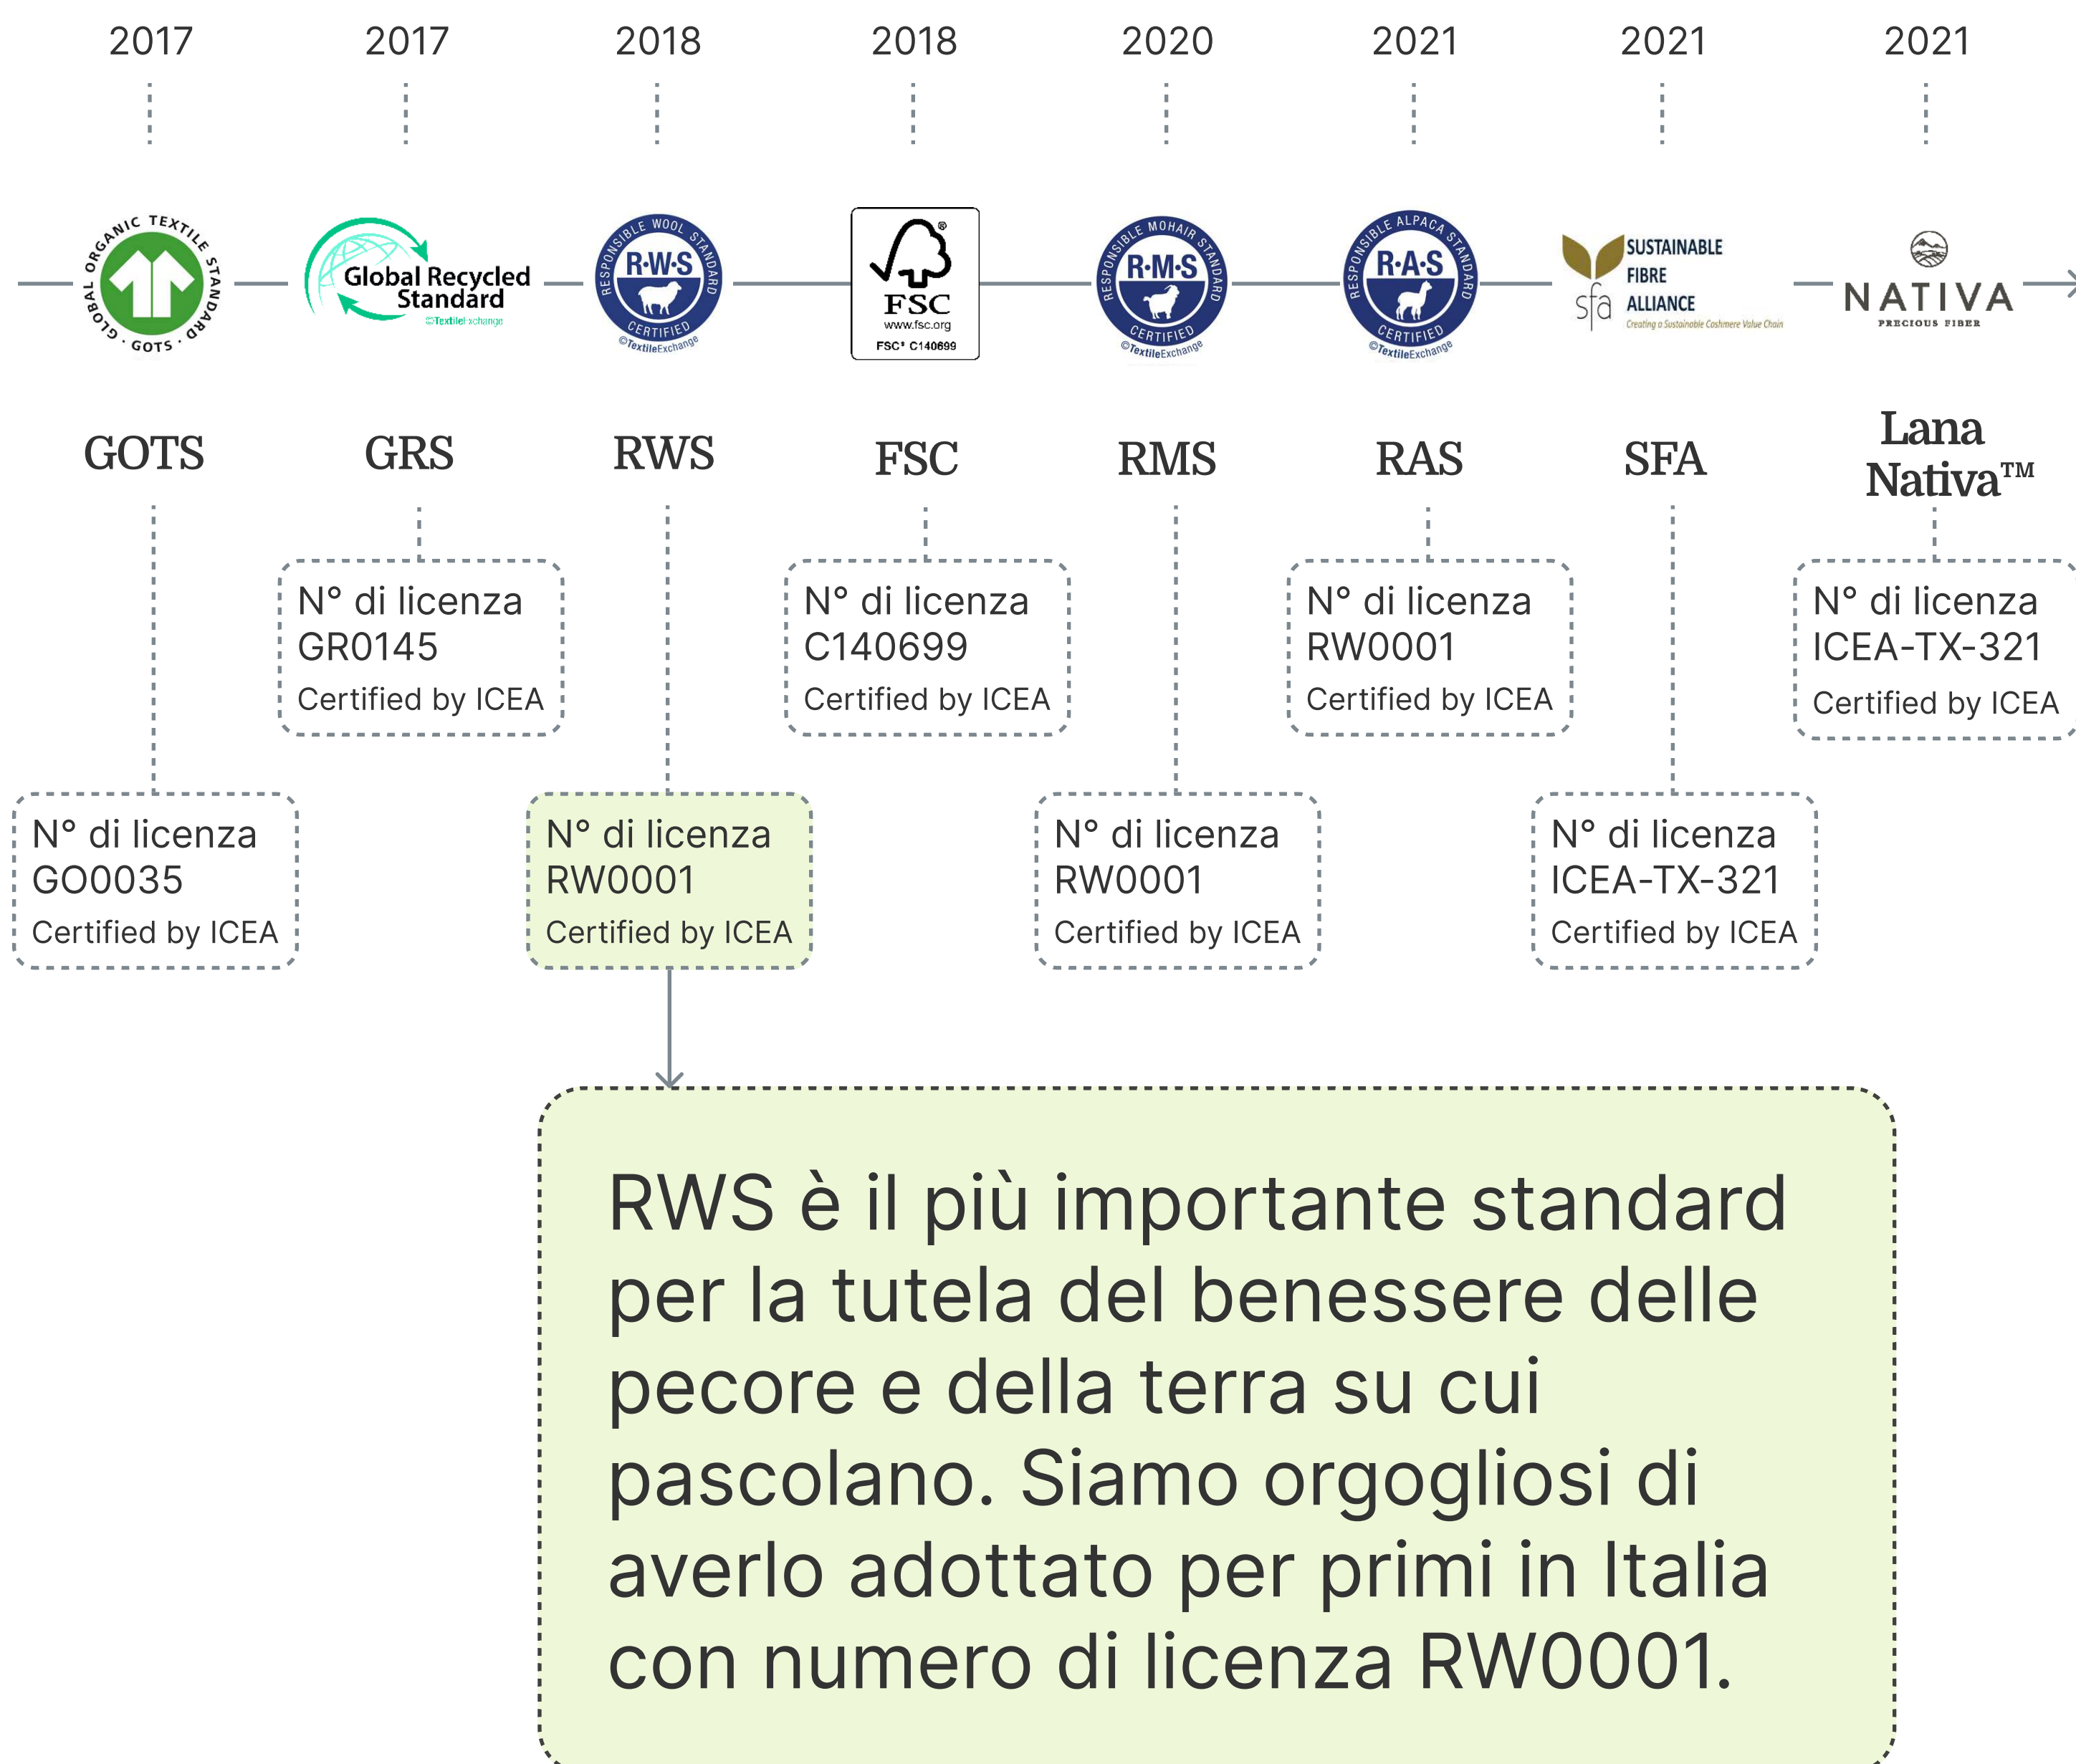 2017
2017
2018
2018
2020
2021
2021
2021
GLOBAL ORGANIC TEXTILE STANDARD · GOTS ·
Global Recycled
Standard
©TextileExchange
RESPONSIBLE WOOL STANDARD
R·W·S
CERTIFIED
©TextileExchange
®
FSC
www.fsc.org
FSC® C140699
RESPONSIBLE MOHAIR STANDARD
R·M·S
CERTIFIED
©TextileExchange
RESPONSIBLE ALPACA STANDARD
R·A·S
CERTIFIED
©TextileExchange
sfa
SUSTAINABLE
FIBRE
ALLIANCE
Creating a Sustainable Cashmere Value Chain
NATIVA
PRECIOUS FIBER
GOTS
GRS
RWS
FSC
RMS
RAS
SFA
Lana
Nativa™
N° di licenza
GR0145
Certified by ICEA
N° di licenza
C140699
Certified by ICEA
N° di licenza
RW0001
Certified by ICEA
N° di licenza
ICEA-TX-321
Certified by ICEA
N° di licenza
GO0035
Certified by ICEA
N° di licenza
RW0001
Certified by ICEA
N° di licenza
RW0001
Certified by ICEA
N° di licenza
ICEA-TX-321
Certified by ICEA
RWS è il più importante standard
per la tutela del benessere delle
pecore e della terra su cui
pascolano. Siamo orgogliosi di
averlo adottato per primi in Italia
con numero di licenza RW0001.